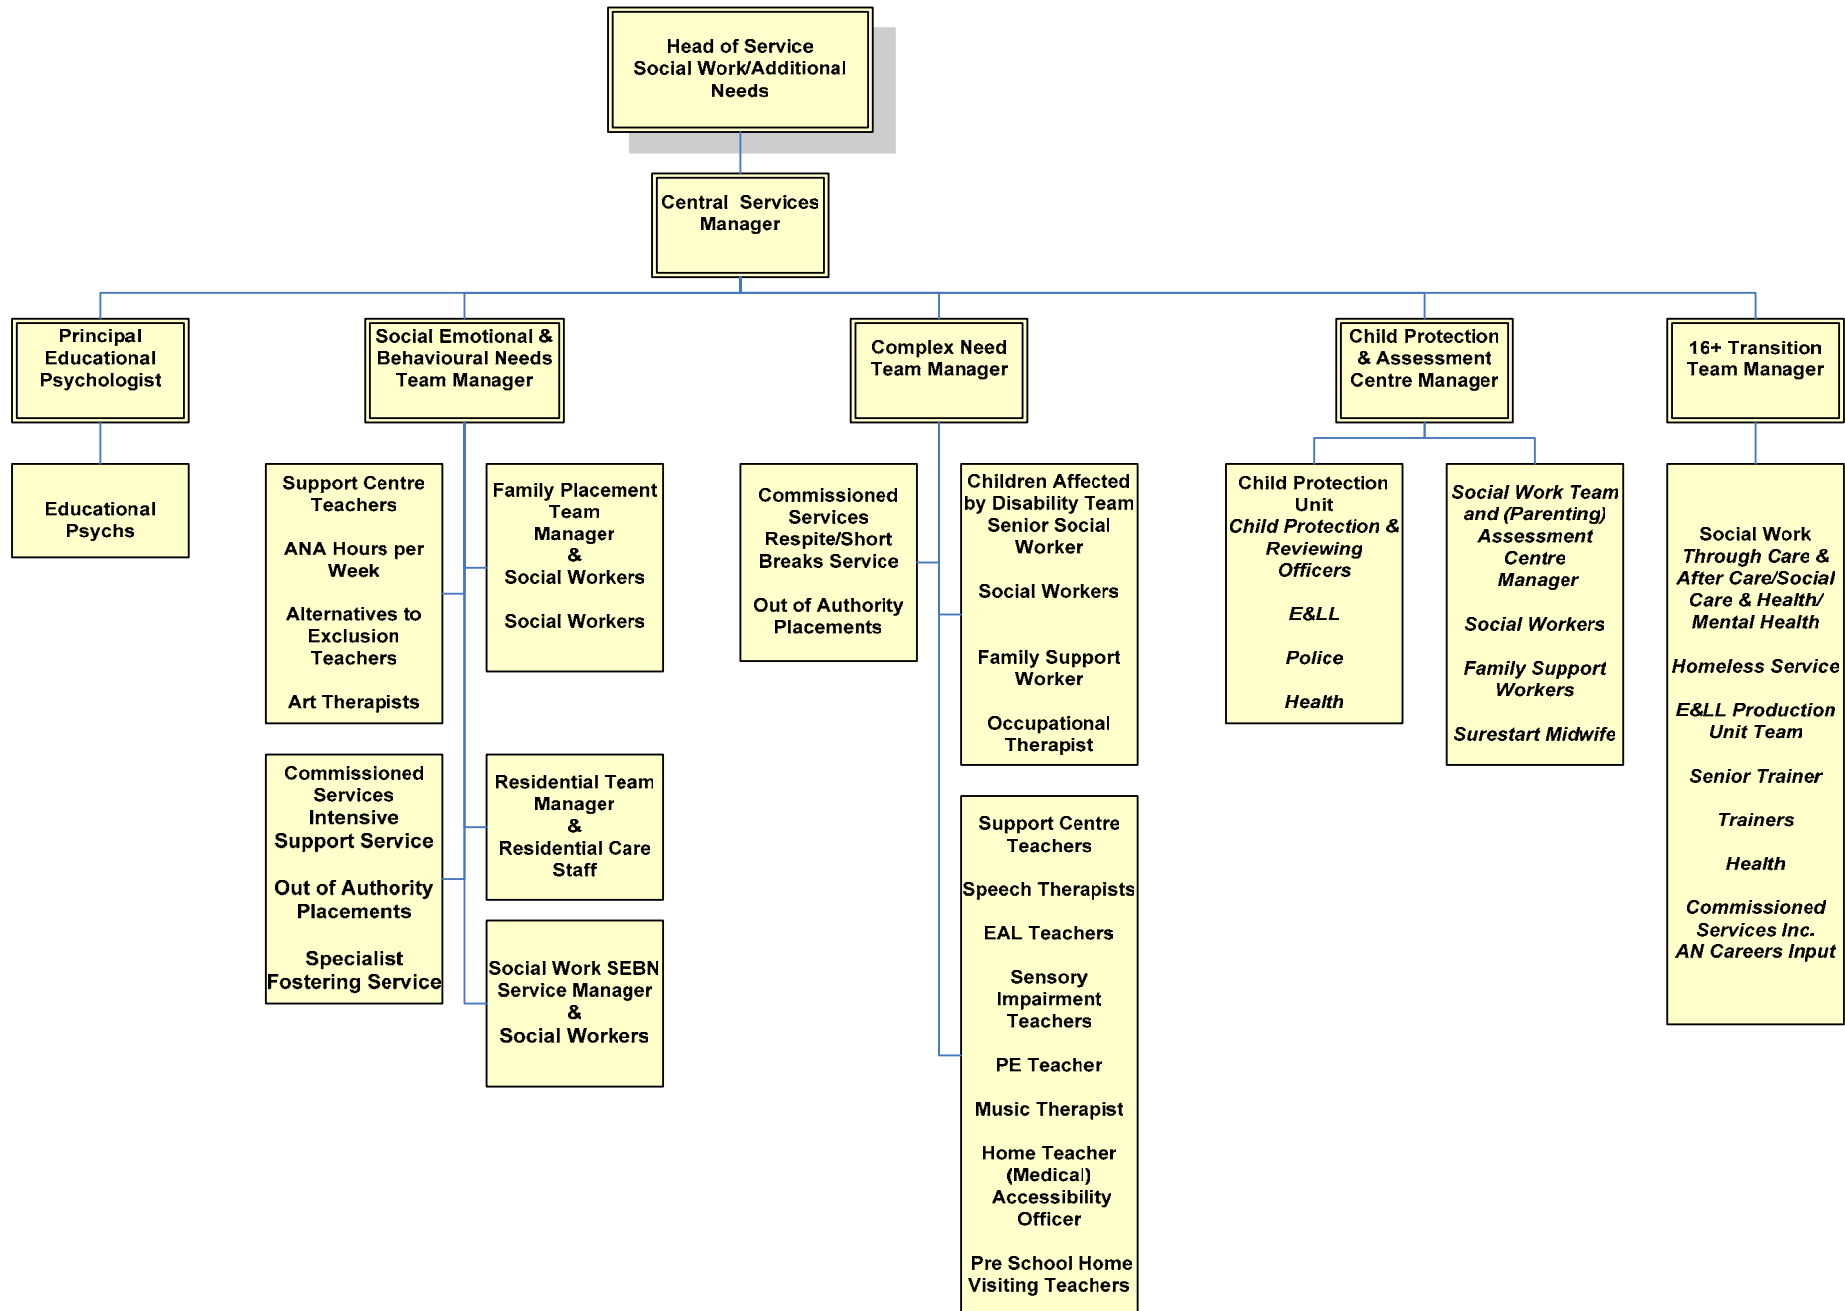 Head of Service
Social Work/Additional
Needs
Central Services
Manager
Principal
Educational
Psychologist
Social Emotional &
Behavioural Needs
Team Manager
Complex Need
Team Manager
Child Protection
& Assessment
Centre Manager
16+ Transition
Team Manager
Educational
Psychs
Support Centre
Teachers
ANA Hours per
Week
Alternatives to
Exclusion
Teachers
Art Therapists
Family Placement
Team
Manager
&
Social Workers
Social Workers
Commissioned
Services
Intensive
Support Service
Out of Authority
Placements
Specialist
Fostering Service
Residential Team
Manager
&
Residential Care
Staff
Social Work SEBN
Service Manager
&
Social Workers
Commissioned
Services
Respite/Short
Breaks Service
Out of Authority
Placements
Children Affected
by Disability Team
Senior Social
Worker
Social Workers
Family Support
Worker
Occupational
Therapist
Support Centre
Teachers
Speech Therapists
EAL Teachers
Sensory
Impairment
Teachers
PE Teacher
Music Therapist
Home Teacher
(Medical)
Accessibility
Officer
Pre School Home
Visiting Teachers
Child Protection
Unit
Child Protection &
Reviewing
Officers
E&LL
Police
Health
Social Work Team
and (Parenting)
Assessment
Centre
Manager
Social Workers
Family Support
Workers
Surestart Midwife
Social Work
Through Care &
After Care/Social
Care & Health/
Mental Health
Homeless Service
E&LL Production
Unit Team
Senior Trainer
Trainers
Health
Commissioned
Services Inc.
AN Careers Input